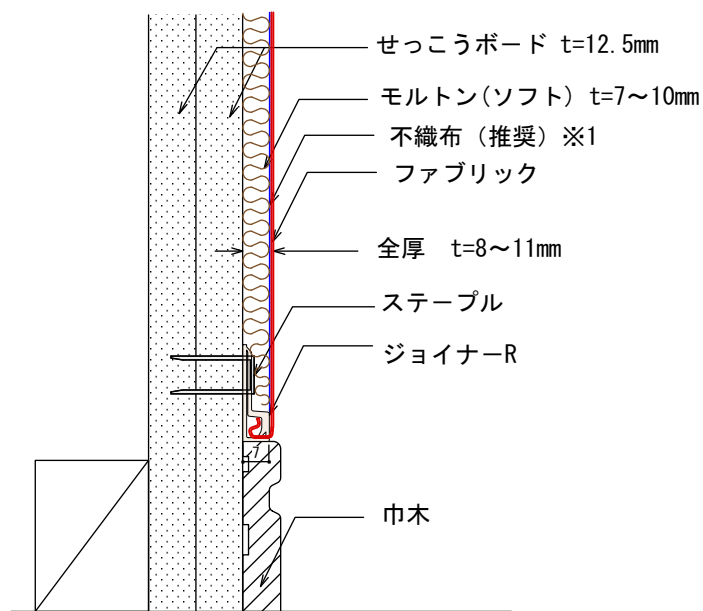 せっこうボード t=12.5mm
モルトン(ソフト) t=7～10mm
不織布（推奨）※1
ファブリック
全厚　t=8～11mm
ステープル
ジョイナーR
7
巾木